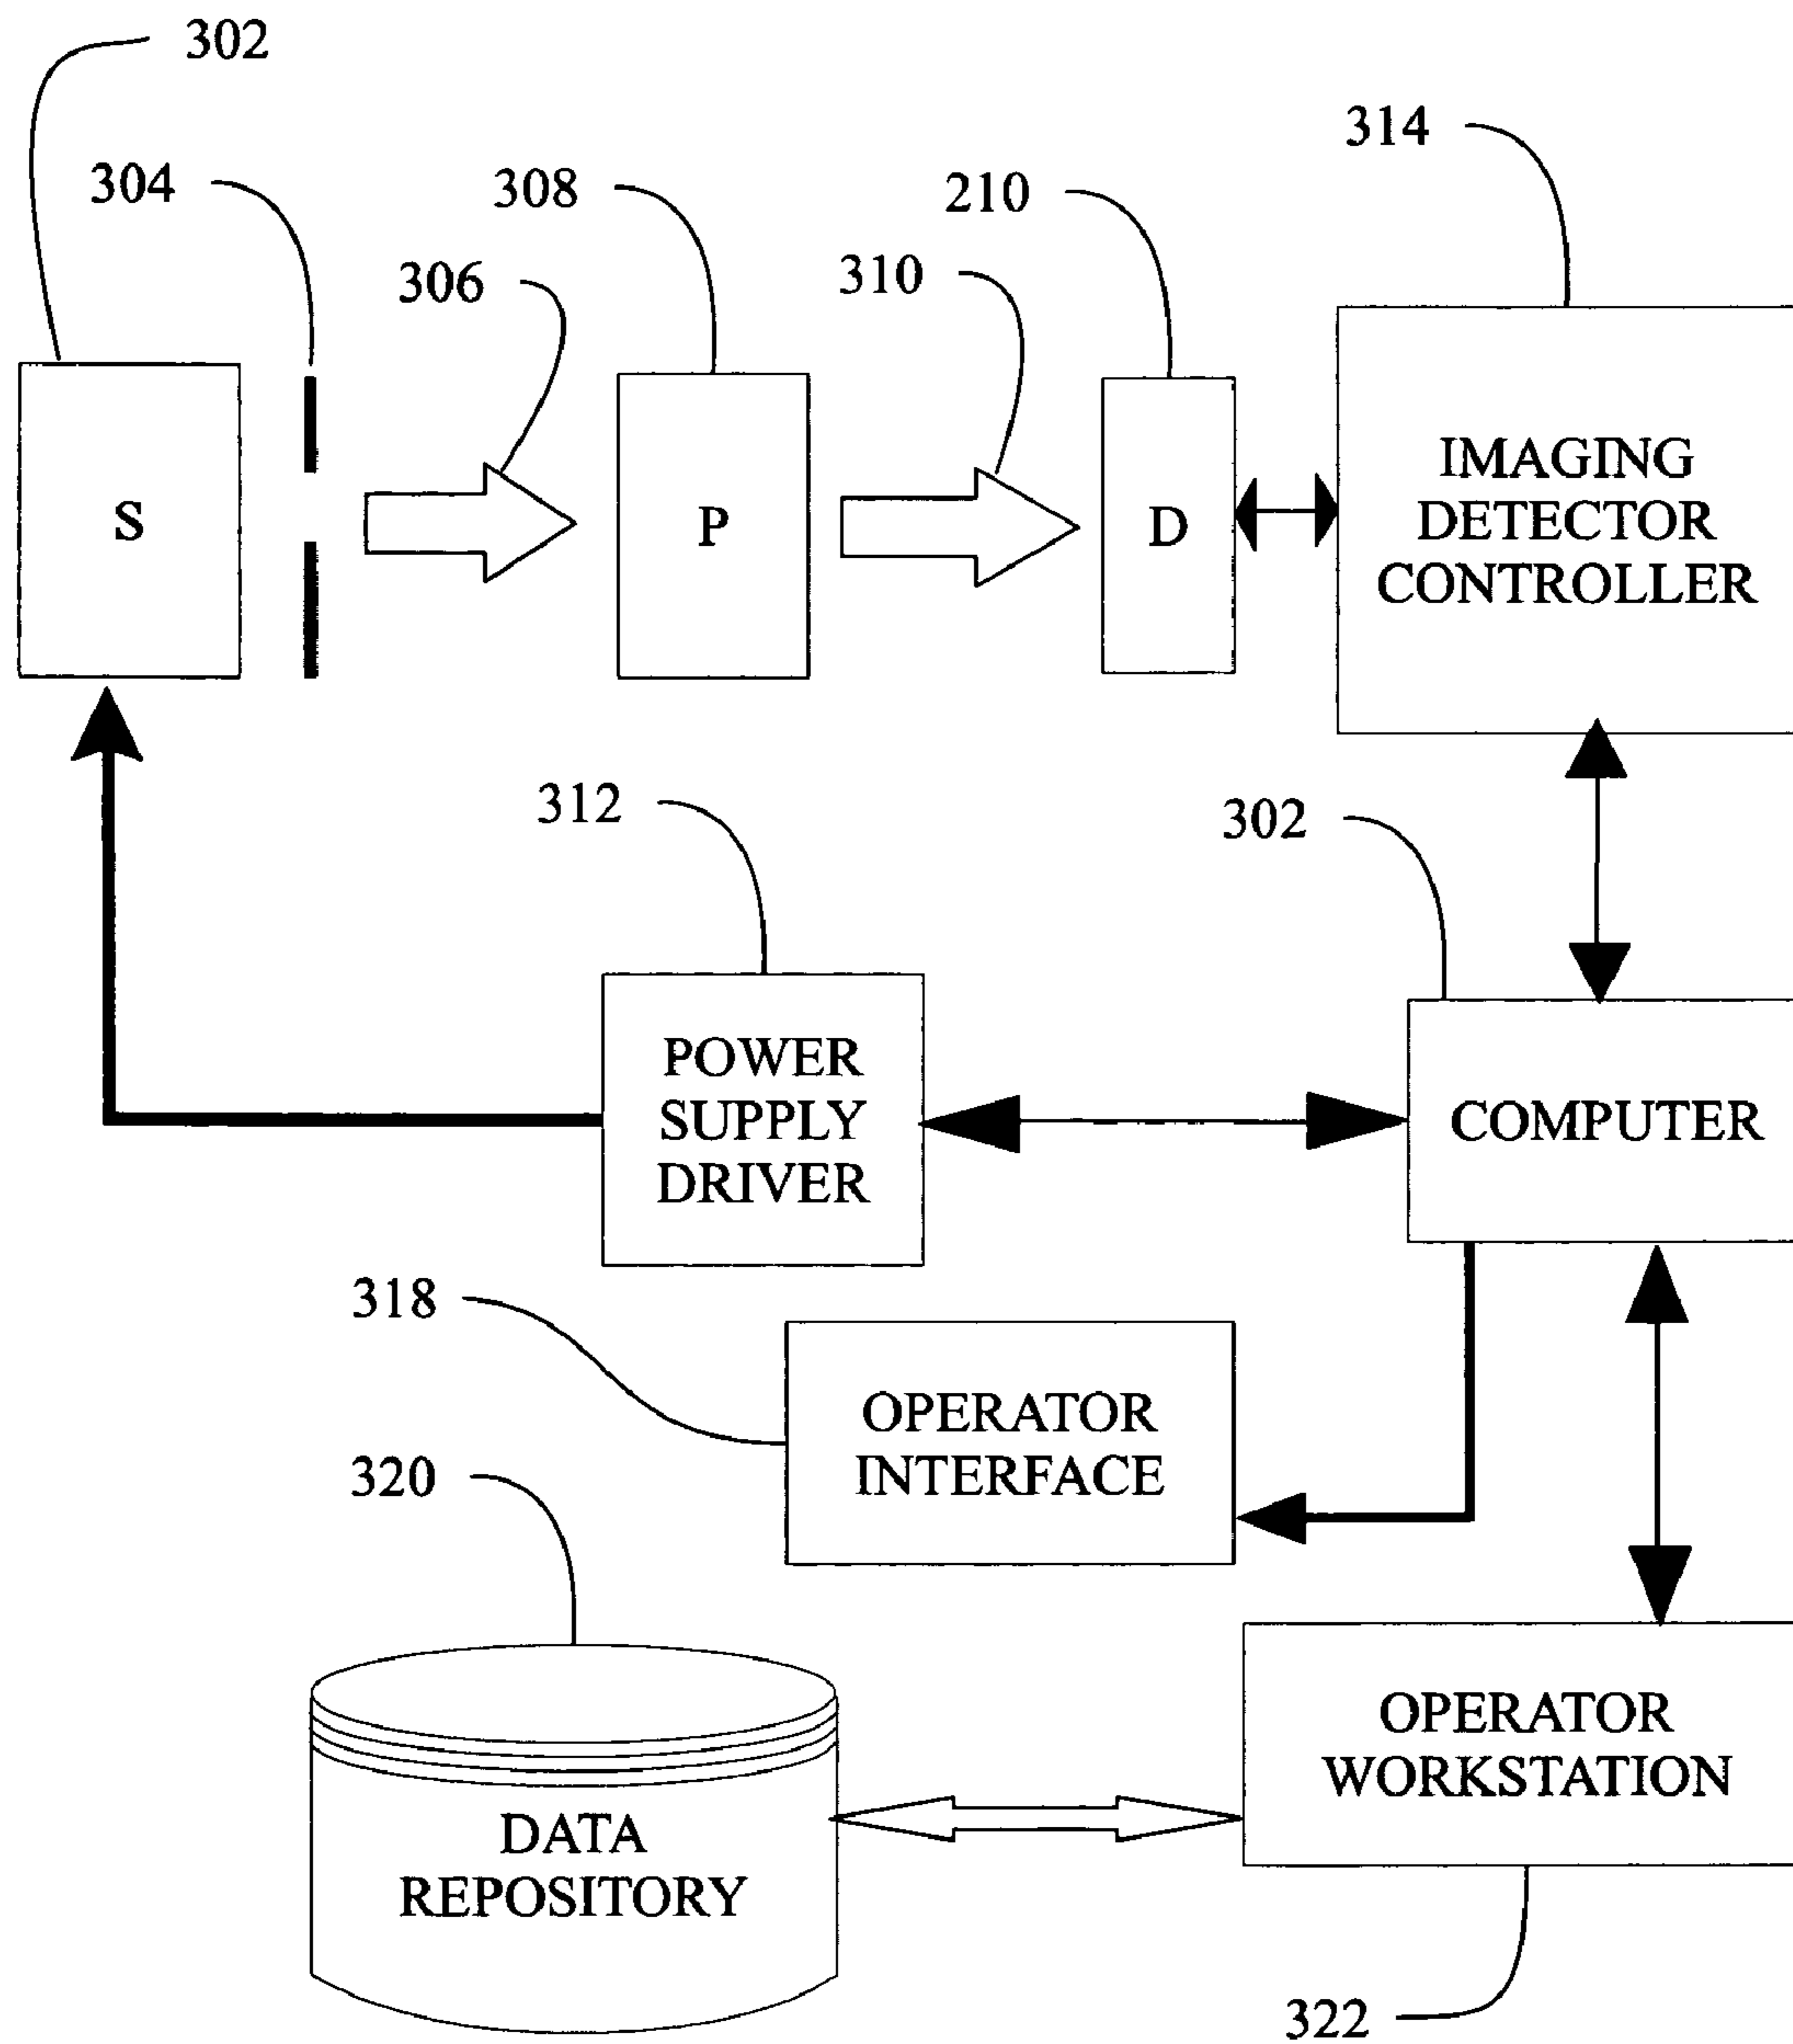 302
314
304
308
210
306
310
S
P
D
IMAGING
DETECTOR
CONTROLLER
312
302
POWER
SUPPLY
DRIVER
COMPUTER
318
OPERATOR
INTERFACE
320
OPERATOR
WORKSTATION
DATA
REPOSITORY
322